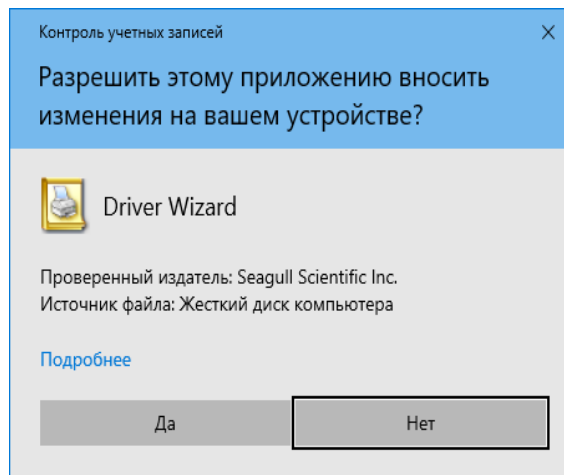 Контроль учетных записей
Разрешить этому приложению вносить
изменения на вашем устройстве?
Driver Wizard
Проверенный издатель: Seagull Scientific Inc.
Источник файла: Жесткий диск компьютера
Подробнее
Да
Нет